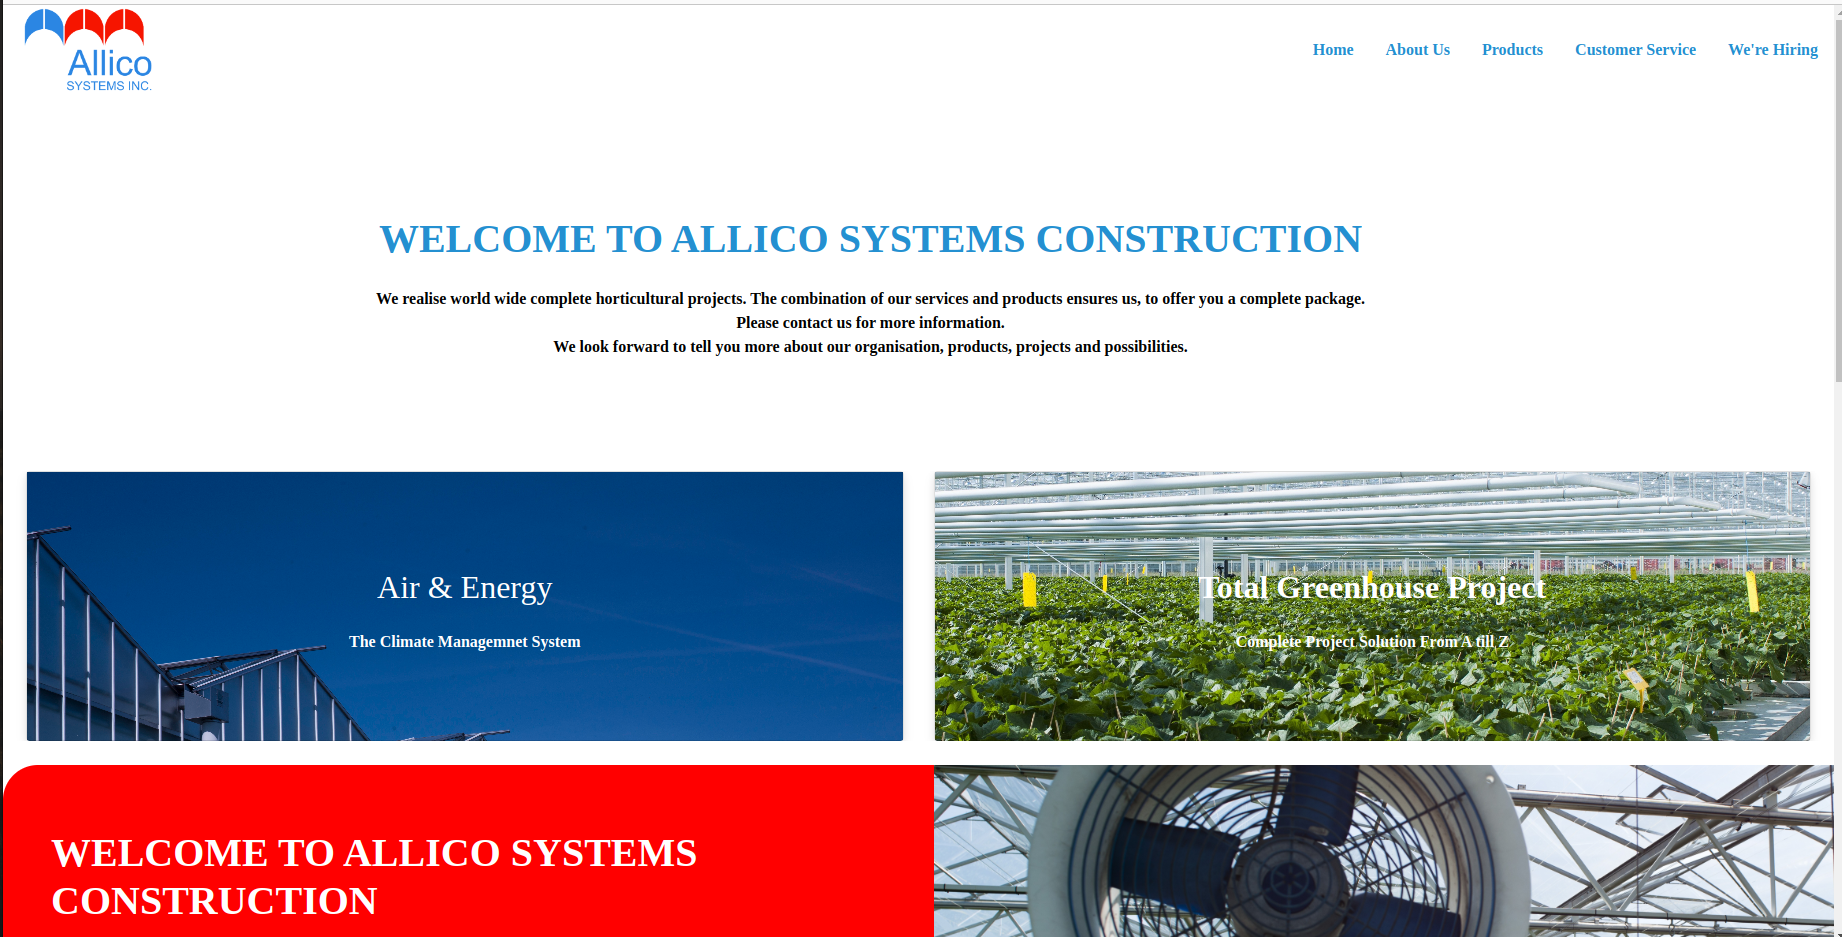 Allico
SYSTEMS INC.
Home About Us Products Customer Service We're Hiring
WELCOME TO ALLICO SYSTEMS CONSTRUCTION
We realise world wide complete horticultural projects. The combination of our services and products ensures us, to offer you a complete package.
Please contact us for more information.
We look forward to tell you more about our organisation, products, projects and possibilities.
Air & Energy
The Climate Managemnet System
Total Greenhouse Project
Complete Project Solution From A till Z
WELCOME TO ALLICO SYSTEMS
CONSTRUCTION